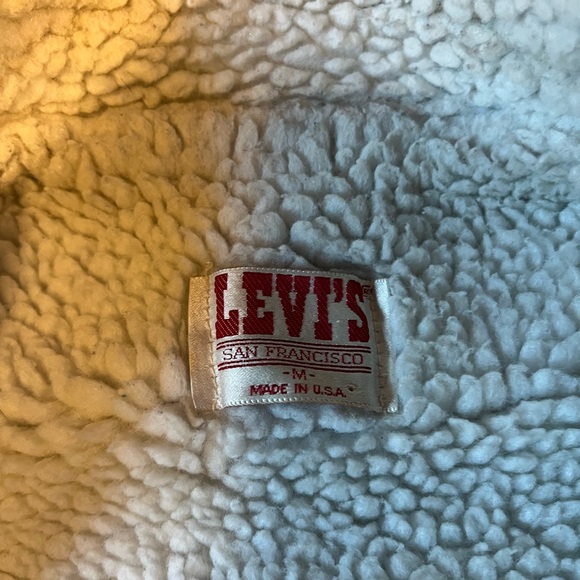 LEVI'S
SAN FRANCISCO
-M-
MADE IN U.S.A.